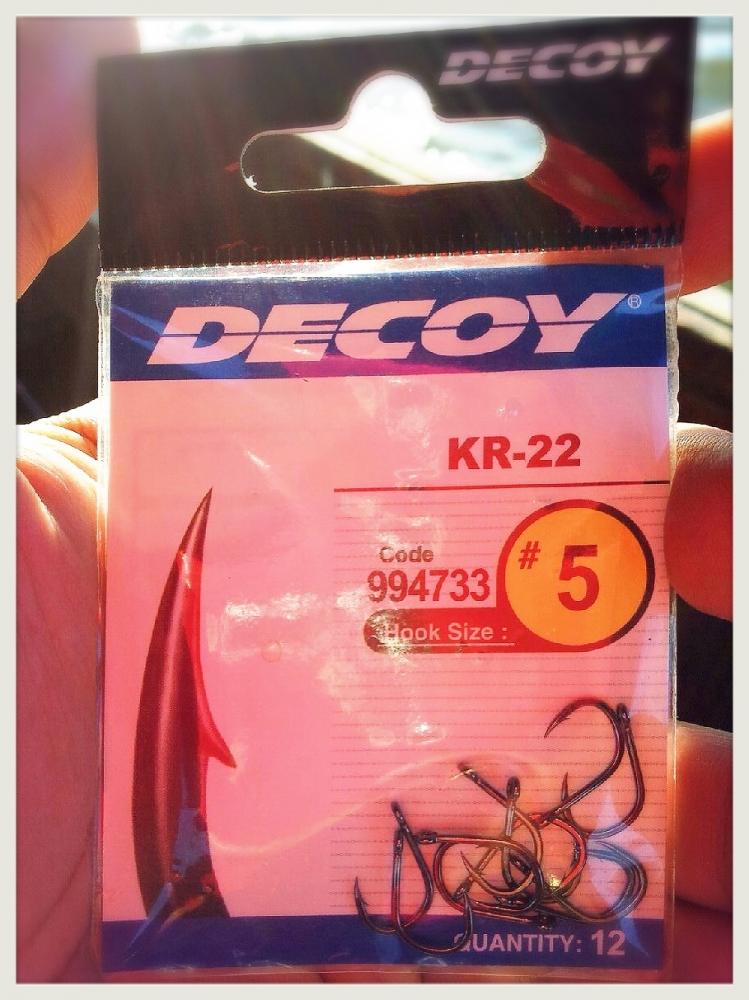 DECOY
DECOY®
KR-22
Code
994733
# 5
Hook Size :
QUANTITY: 12